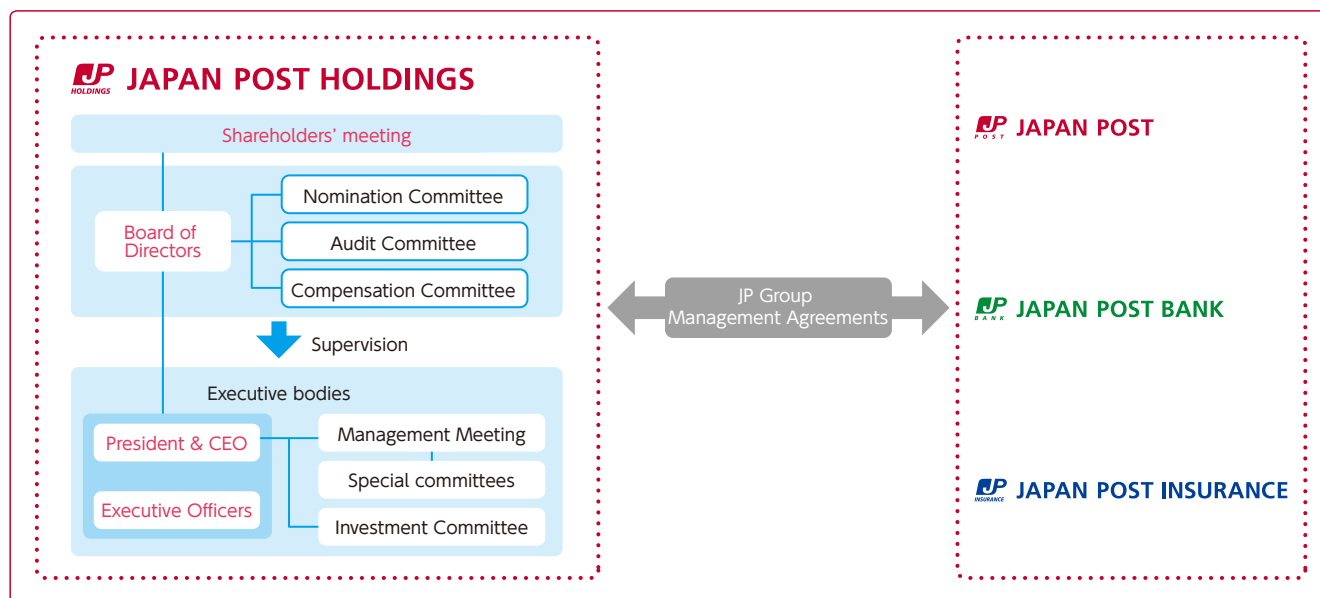 JP
HOLDINGS
JAPAN POST HOLDINGS
Shareholders' meeting
Board of
Directors
Nomination Committee
Audit Committee
Compensation Committee
Supervision
Executive bodies
President & CEO
Executive Officers
Management Meeting
Special committees
Investment Committee
JP Group
Management Agreements
JP
POST
JAPAN POST
JP
BANK
JAPAN POST BANK
JP
INSURANCE
JAPAN POST INSURANCE